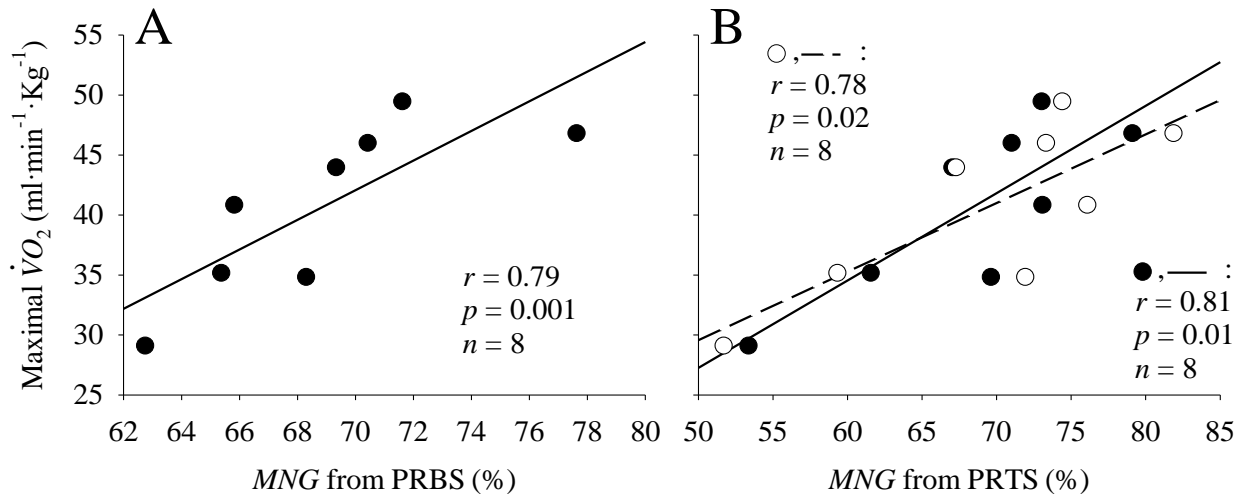 A
B
Maximal V̇O₂ (ml·min⁻¹·Kg⁻¹)
55
50
45
40
35
30
25
r = 0.79
p = 0.001
n = 8
62 64 66 68 70 72 74 76 78 80
MNG from PRBS (%)
, :
r = 0.78
p = 0.02
n = 8
, :
r = 0.81
p = 0.01
n = 8
50 55 60 65 70 75 80 85
MNG from PRTS (%)